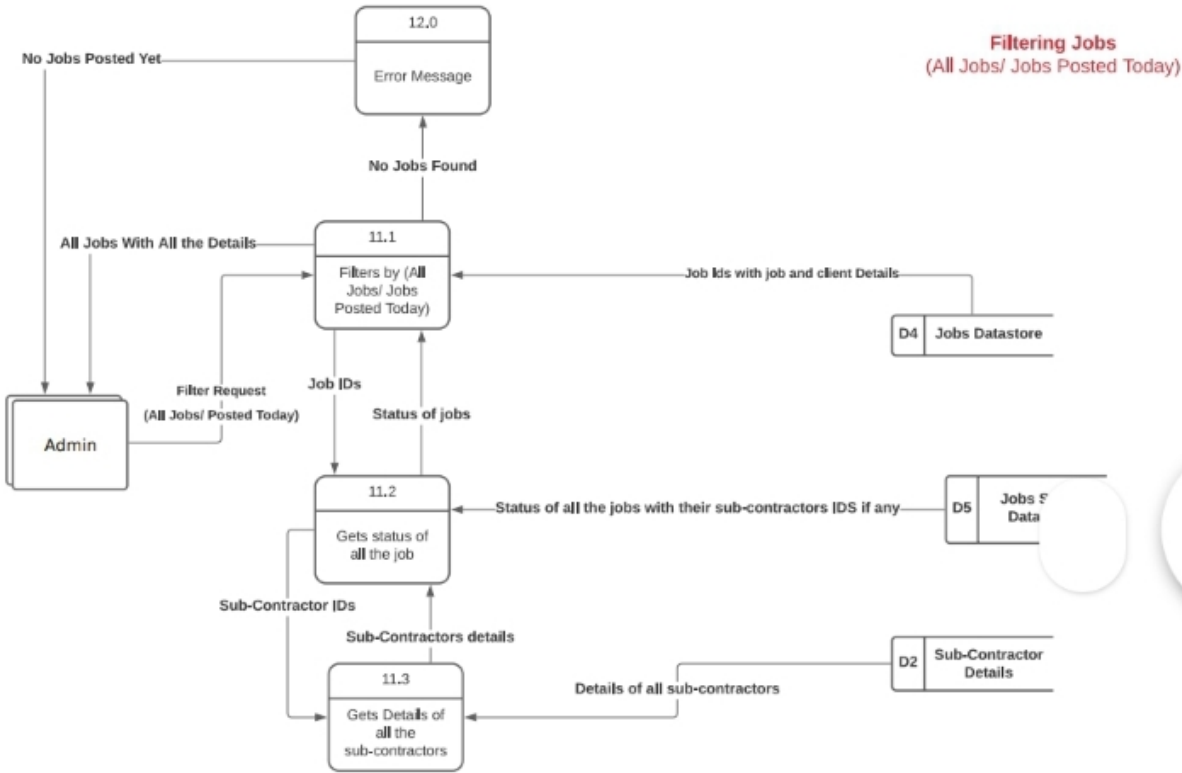 12.0
Error Message
Filtering Jobs
(All Jobs/ Jobs Posted Today)
No Jobs Posted Yet
No Jobs Found
11.1
Filters by (All
Jobs/ Jobs
Posted Today)
All Jobs With All the Details
Job Ids with job and client Details
D4
Jobs Datastore
Filter Request
(All Jobs/ Posted Today)
Job IDs
Status of jobs
Admin
11.2
Gets status of
all the job
Status of all the jobs with their sub-contractors IDS if any
D5
Jobs
Sub-Contractor IDs
Sub-Contractors details
11.3
Gets Details of
all the
sub-contractors
Details of all sub-contractors
D2
Sub-Contractor
Details